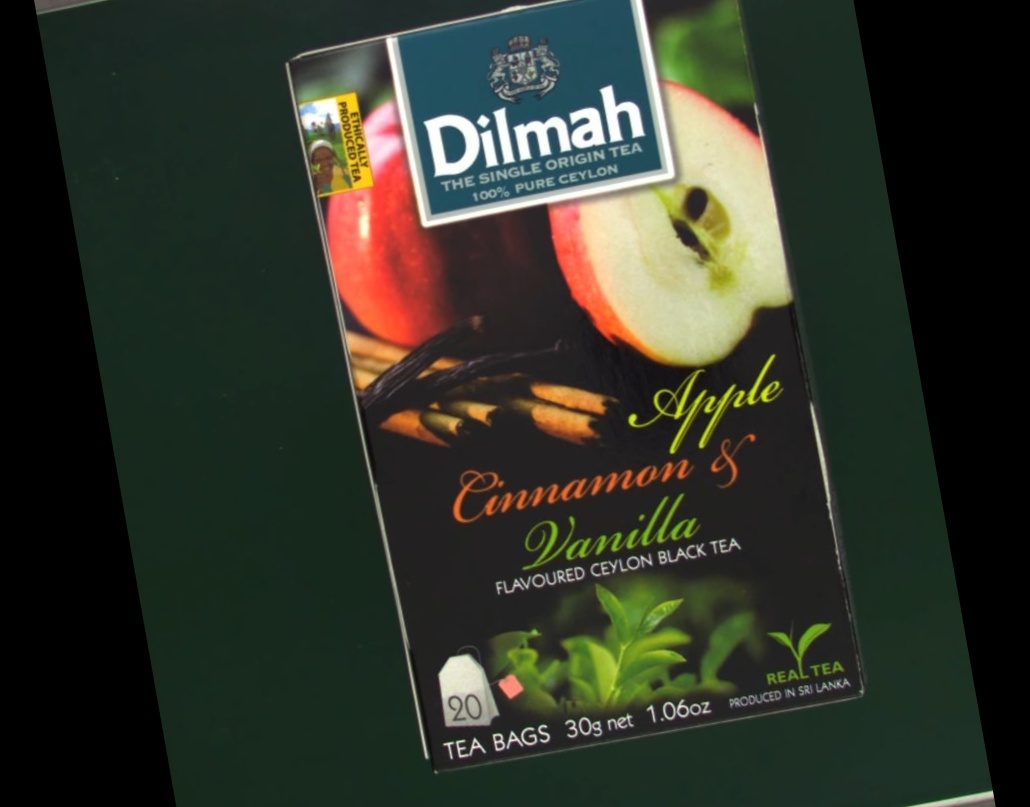 Dilmah
THE SINGLE ORIGIN TEA
100% PURE CEYLON
ETHICALLY
PRODUCED TEA
Apple
Cinnamon &
Vanilla
FLAVOURED CEYLON BLACK TEA
20
TEA BAGS 30g net 1.06oz
REAL TEA
PRODUCED IN SRI LANKA